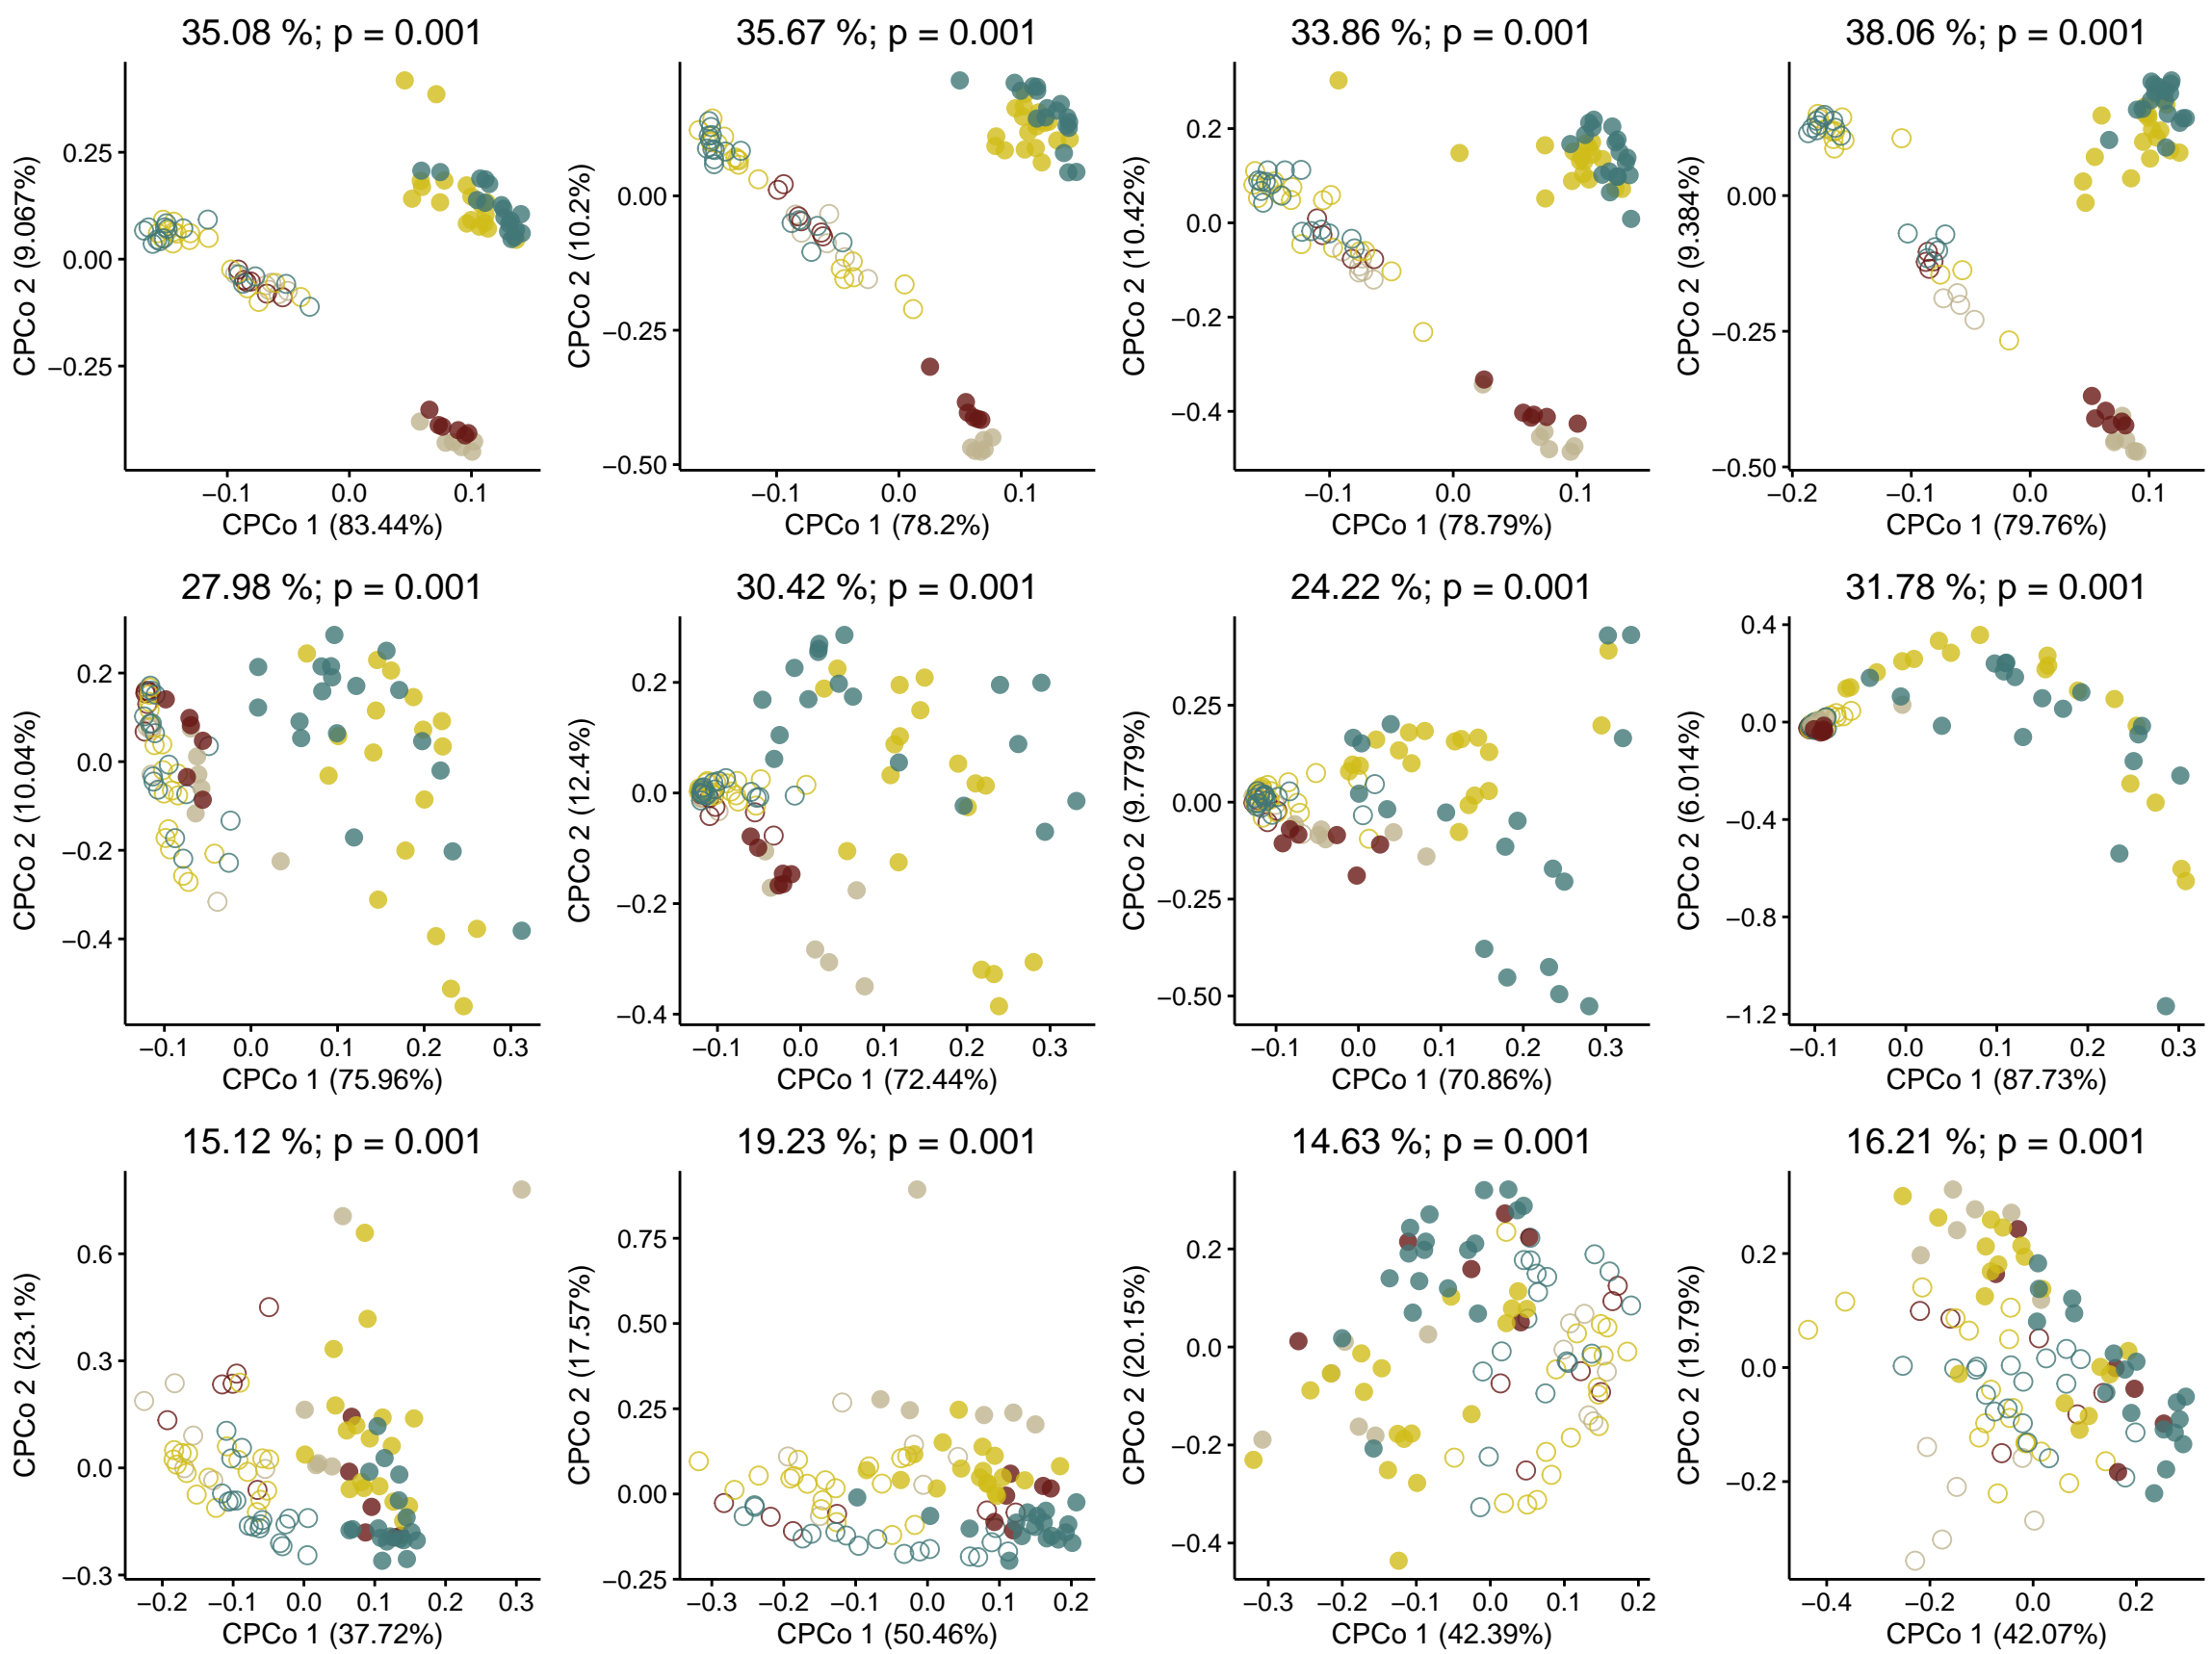 35.08 %; p = 0.001
CPCo 2 (9.067%)
0.25
0.00
−0.25
−0.1 0.0 0.1
CPCo 1 (83.44%)
35.67 %; p = 0.001
CPCo 2 (10.2%)
0.00
−0.25
−0.50
−0.1 0.0 0.1
CPCo 1 (78.2%)
33.86 %; p = 0.001
CPCo 2 (10.42%)
0.2
0.0
−0.2
−0.4
−0.1 0.0 0.1
CPCo 1 (78.79%)
38.06 %; p = 0.001
CPCo 2 (9.384%)
0.00
−0.25
−0.50
−0.2 −0.1 0.0 0.1
CPCo 1 (79.76%)
27.98 %; p = 0.001
CPCo 2 (10.04%)
0.2
0.0
−0.2
−0.4
−0.1 0.0 0.1 0.2 0.3
CPCo 1 (75.96%)
30.42 %; p = 0.001
CPCo 2 (12.4%)
0.2
0.0
−0.2
−0.4
−0.1 0.0 0.1 0.2 0.3
CPCo 1 (72.44%)
24.22 %; p = 0.001
CPCo 2 (9.779%)
0.25
0.00
−0.25
−0.50
−0.1 0.0 0.1 0.2 0.3
CPCo 1 (70.86%)
31.78 %; p = 0.001
CPCo 2 (6.014%)
0.4
0.0
−0.4
−0.8
−1.2
−0.1 0.0 0.1 0.2 0.3
CPCo 1 (87.73%)
15.12 %; p = 0.001
CPCo 2 (23.1%)
0.6
0.3
0.0
−0.3
−0.2 −0.1 0.0 0.1 0.2 0.3
CPCo 1 (37.72%)
19.23 %; p = 0.001
CPCo 2 (17.57%)
0.75
0.50
0.25
0.00
−0.25
−0.3 −0.2 −0.1 0.0 0.1 0.2
CPCo 1 (50.46%)
14.63 %; p = 0.001
CPCo 2 (20.15%)
0.2
0.0
−0.2
−0.4
−0.3 −0.2 −0.1 0.0 0.1 0.2
CPCo 1 (42.39%)
16.21 %; p = 0.001
CPCo 2 (19.79%)
0.2
0.0
−0.2
−0.4 −0.2 0.0 0.2
CPCo 1 (42.07%)